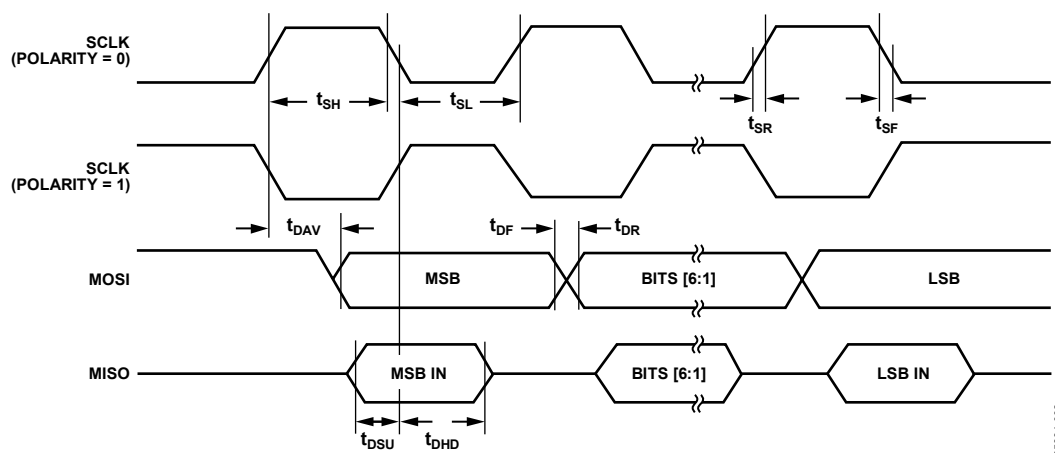 SCLK
(POLARITY = 0)
tSH
tSL
tSR
tSF
SCLK
(POLARITY = 1)
tDAV
tDF
tDR
MOSI
MSB
BITS [6:1]
LSB
MISO
MSB IN
BITS [6:1]
LSB IN
tDSU
tDHD